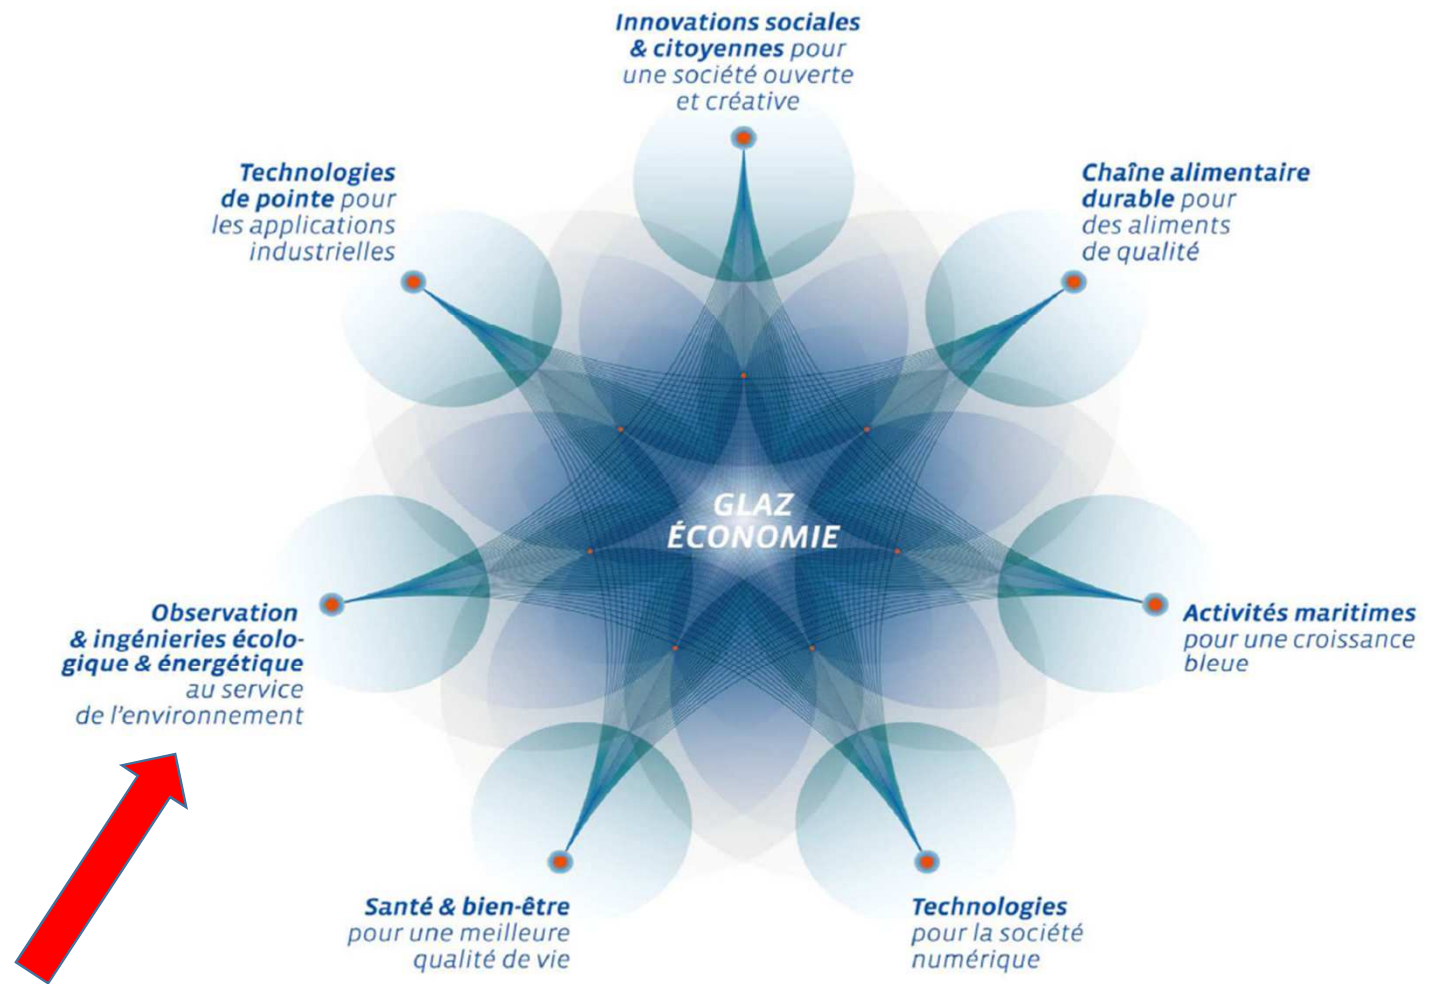 Innovations sociales
& citoyennes pour
une société ouverte
et créative
Technologies
de pointe pour
les applications
industrielles
Chaîne alimentaire
durable pour
des aliments
de qualité
GLAZ
ÉCONOMIE
Observation
& ingénieries écolo-
gique & énergétique
au service
de l'environnement
Activités maritimes
pour une croissance
bleue
Santé & bien-être
pour une meilleure
qualité de vie
Technologies
pour la société
numérique